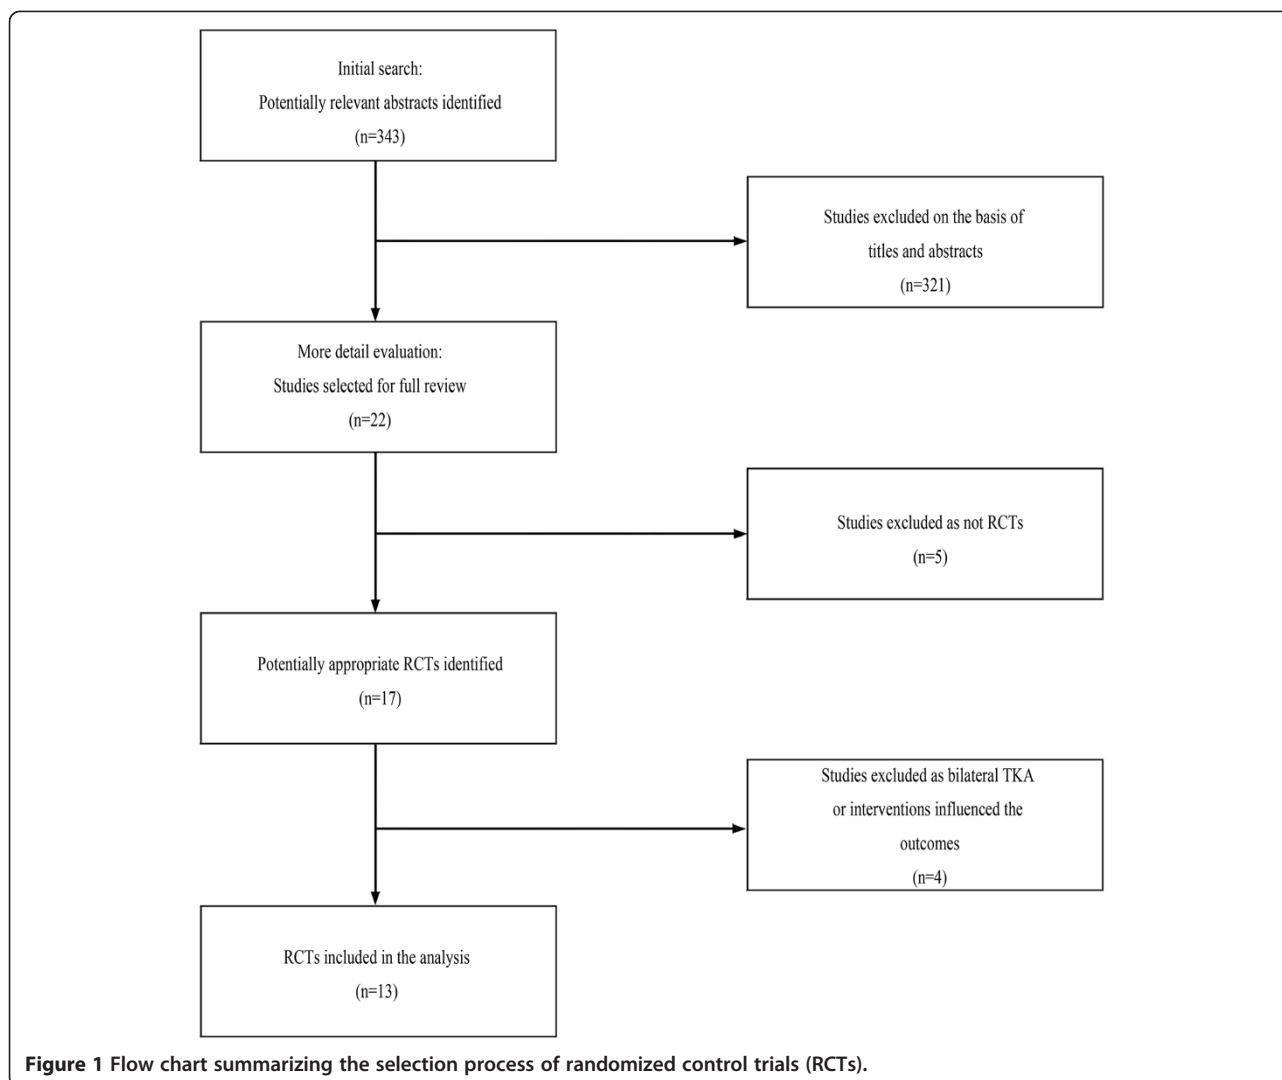 Initial search:
Potentially relevant abstracts identified
(n=343)
Studies excluded on the basis of
titles and abstracts
(n=321)
More detail evaluation:
Studies selected for full review
(n=22)
Studies excluded as not RCTs
(n=5)
Potentially appropriate RCTs identified
(n=17)
Studies excluded as bilateral TKA
or interventions influenced the
outcomes
(n=4)
RCTs included in the analysis
(n=13)
Figure 1 Flow chart summarizing the selection process of randomized control trials (RCTs).